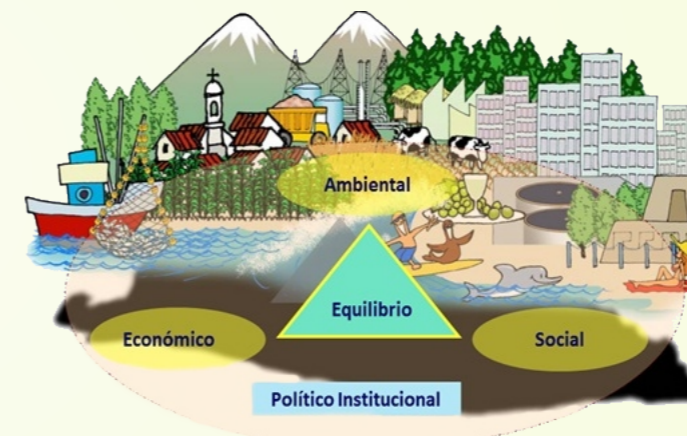 Ambiental
Equilibrio
Económico
Social
Político Institucional